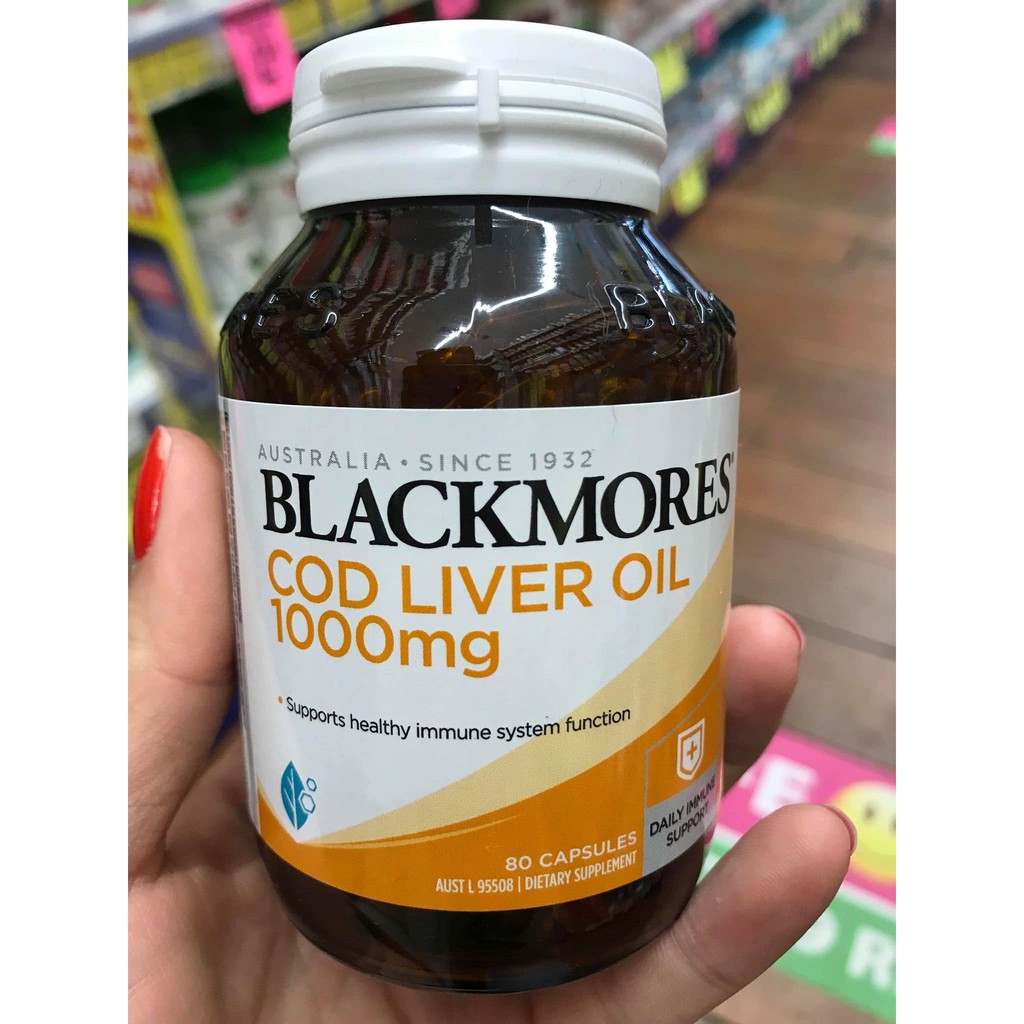 AUSTRALIA • SINCE 1932
BLACKMORES
COD LIVER OIL
1000mg
• Supports healthy immune system function
DAILY IMMUNE
SUPPORT
80 CAPSULES
AUST L 95508 | DIETARY SUPPLEMENT